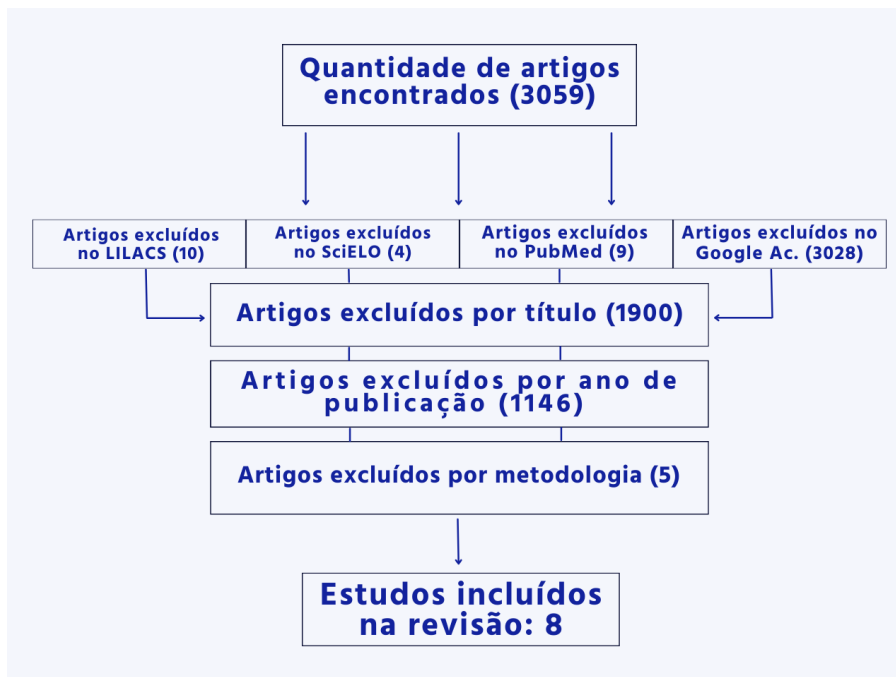 Quantidade de artigos
encontrados (3059)
Artigos excluídos
no LILACS (10)
Artigos excluídos
no SciELO (4)
Artigos excluídos
no PubMed (9)
Artigos excluídos no
Google Ac. (3028)
Artigos excluídos por título (1900)
Artigos excluídos por ano de
publicação (1146)
Artigos excluídos por metodologia (5)
Estudos incluídos
na revisão: 8